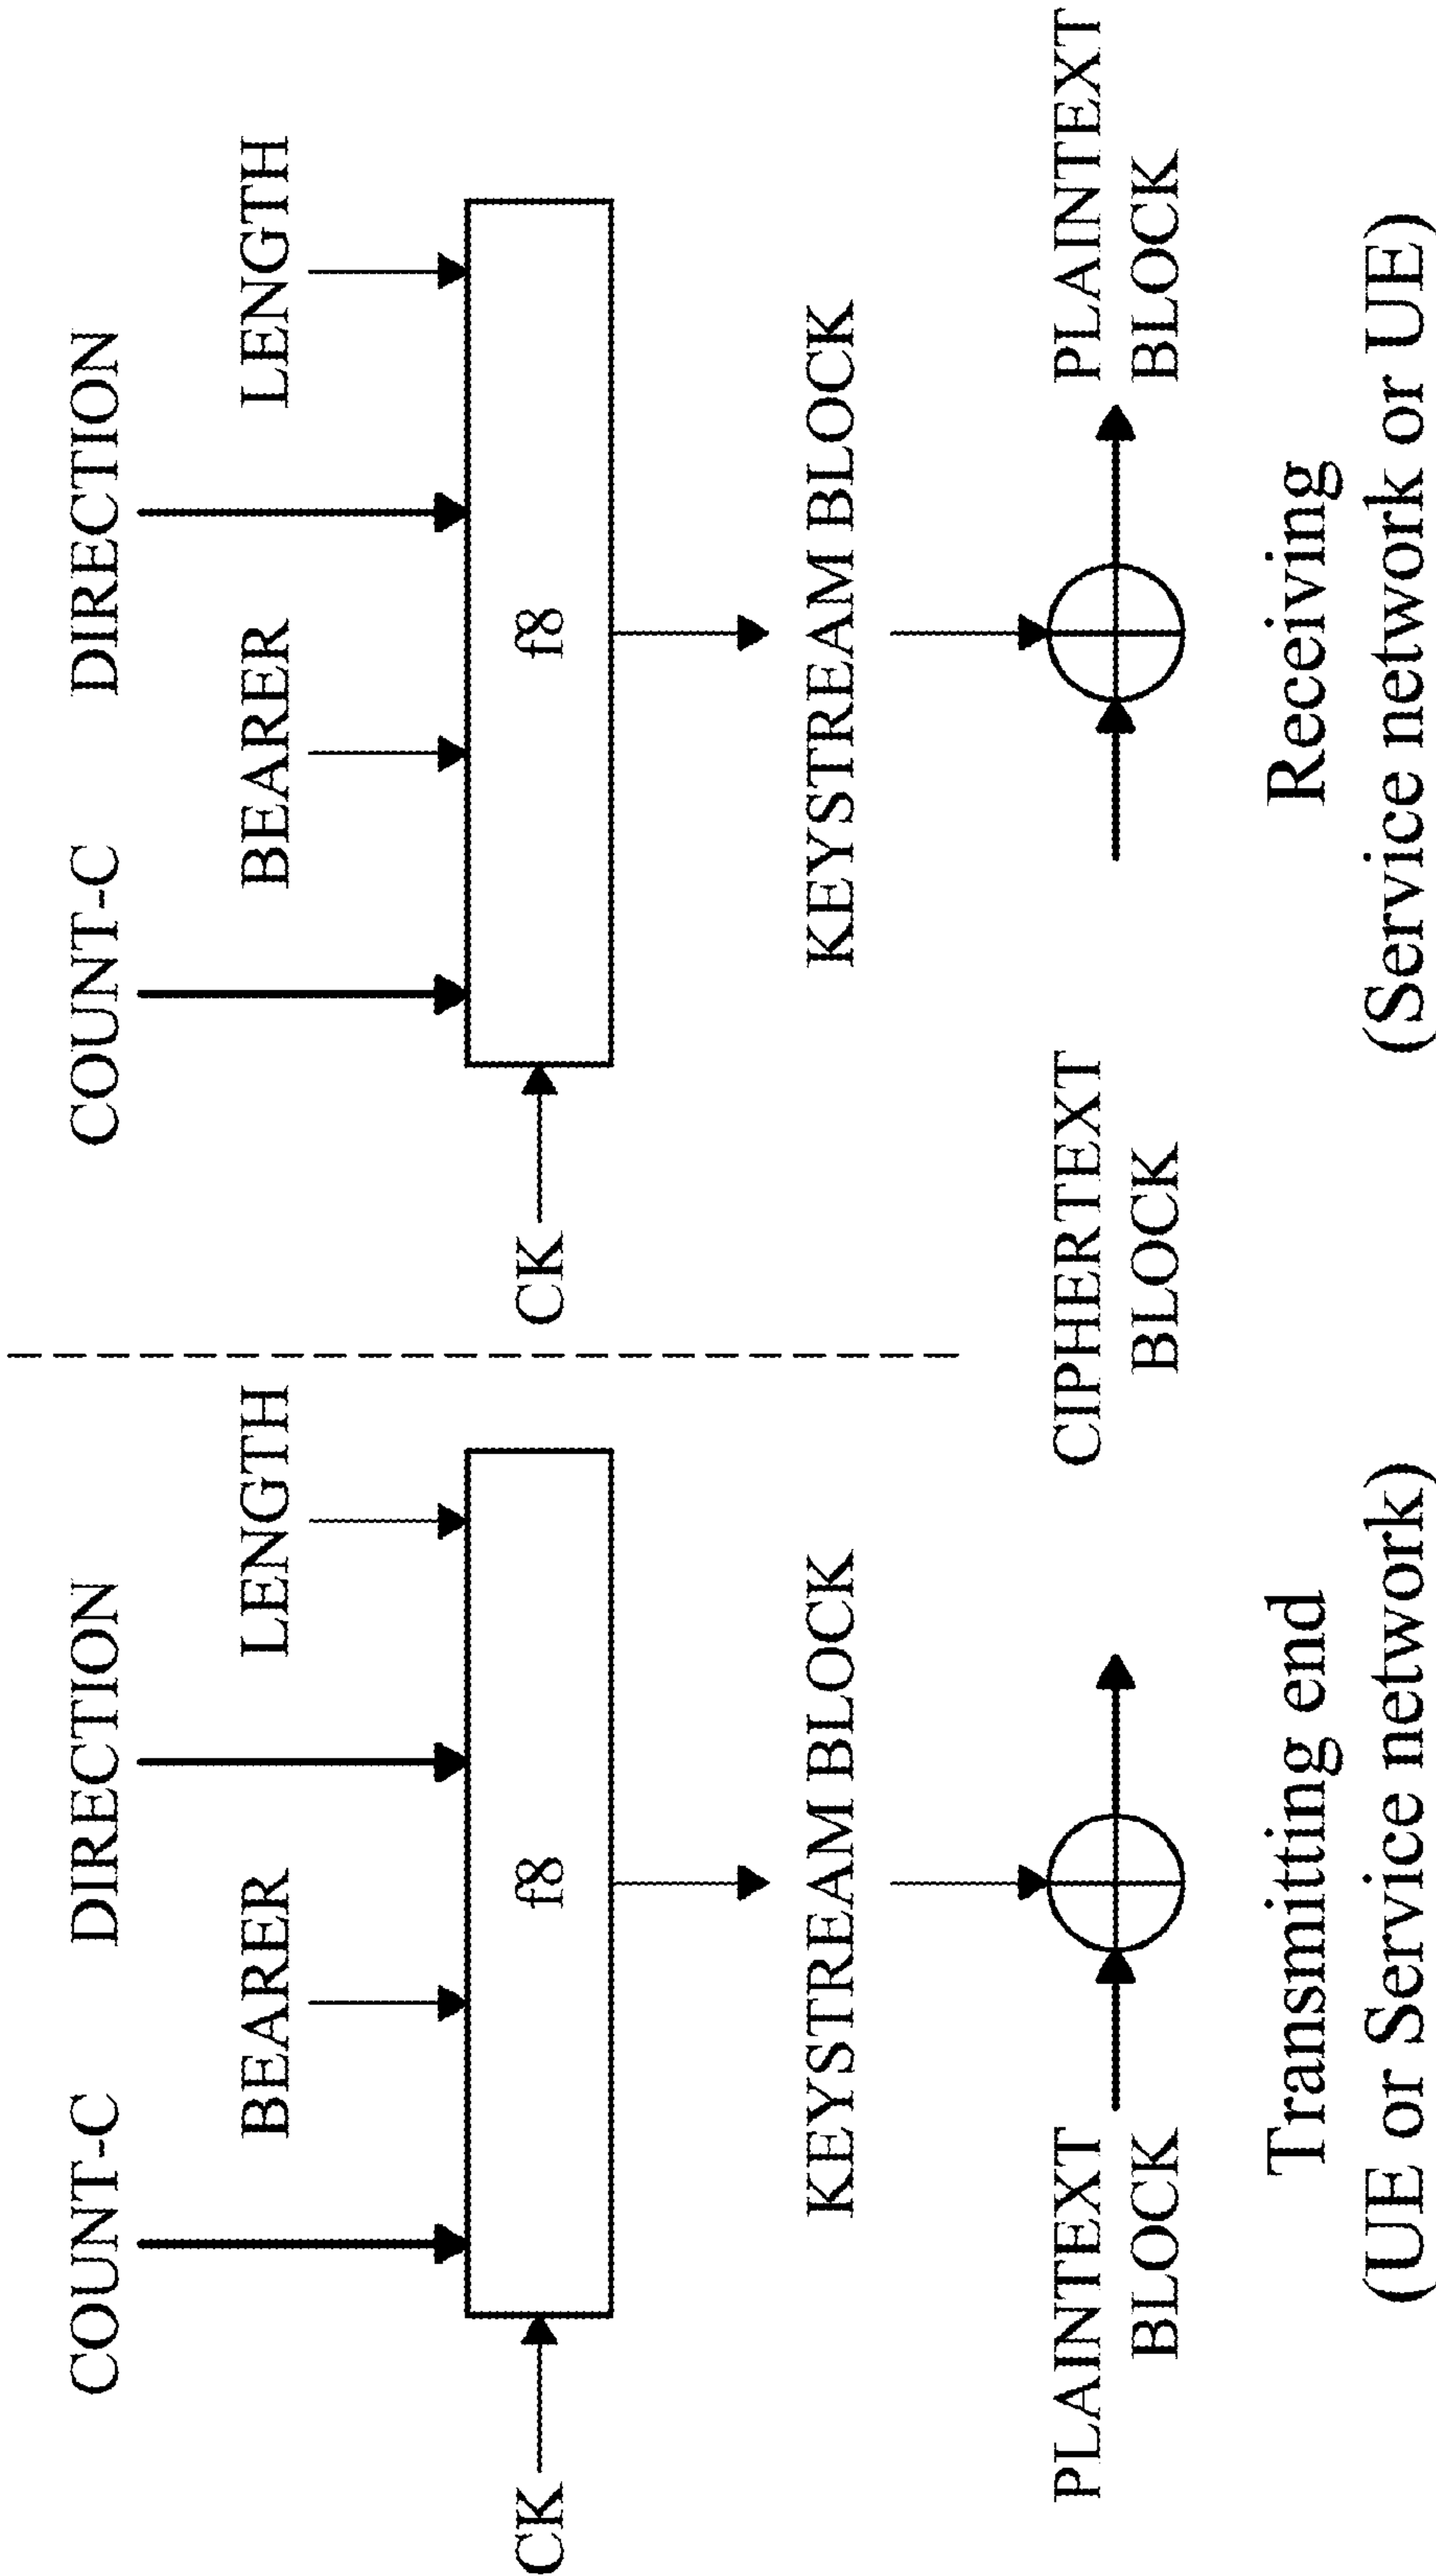 COUNT-C DIRECTION
BEARER LENGTH
CK f8
KEYSTREAM BLOCK
PLAINTEXT
BLOCK
Transmitting end
(UE or Service network)
CIPHERTEXT
BLOCK
COUNT-C DIRECTION
BEARER LENGTH
CK f8
KEYSTREAM BLOCK
PLAINTEXT
BLOCK
Receiving
(Service network or UE)